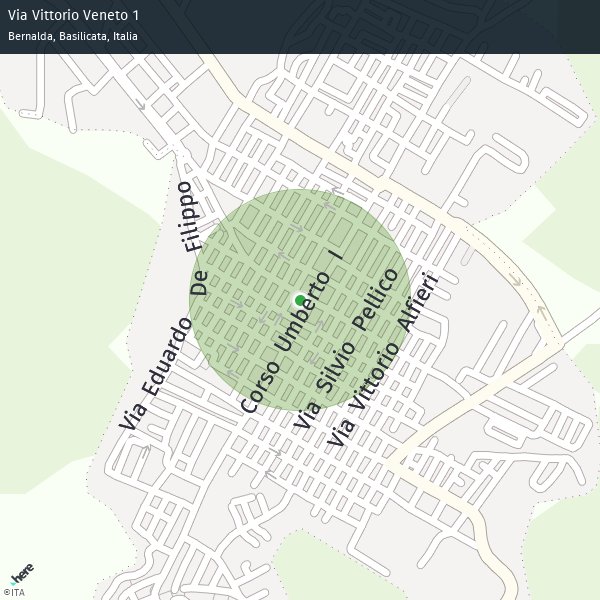 Via Vittorio Veneto 1
Bernalda, Basilicata, Italia
Via Eduardo De Filippo
Corso Umberto I
Via Silvio Pellico
Via Vittorio Alfieri
here
©ITA